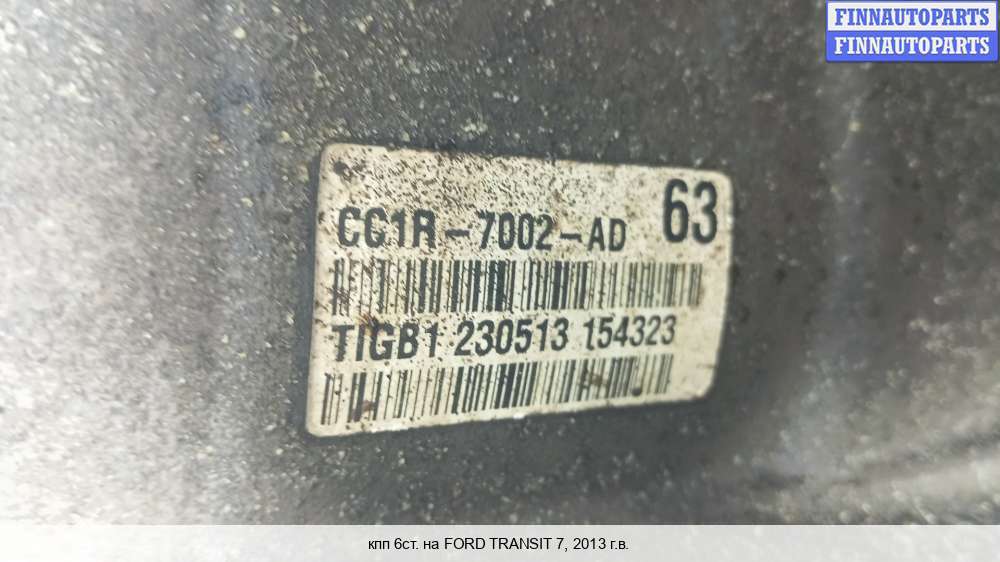 FINNAUTOPARTS
FINNAUTOPARTS
CC1R-7002-AD 63
TIGB1 230513 154323
кпп 6ст. на FORD TRANSIT 7, 2013 г.в.